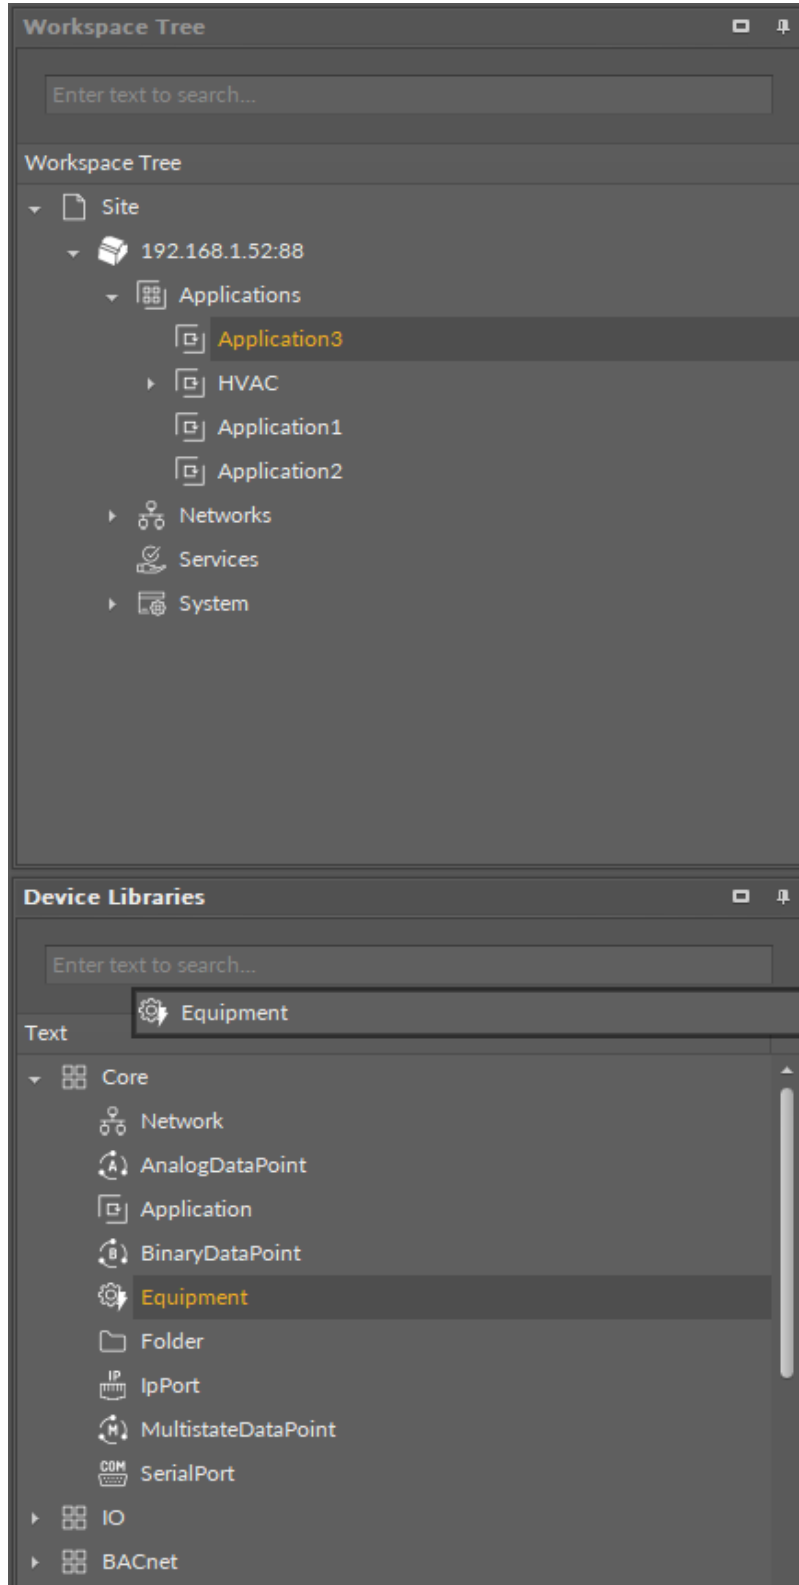 Workspace Tree
Enter text to search...
Workspace Tree
Site
192.168.1.52:88
Applications
Application3
HVAC
Application1
Application2
Networks
Services
System
Device Libraries
Enter text to search...
Equipment
Text
Core
Network
A AnalogDataPoint
Application
B BinaryDataPoint
Equipment
Folder
IP IpPort
M MultistateDataPoint
COM SerialPort
IO
BACnet